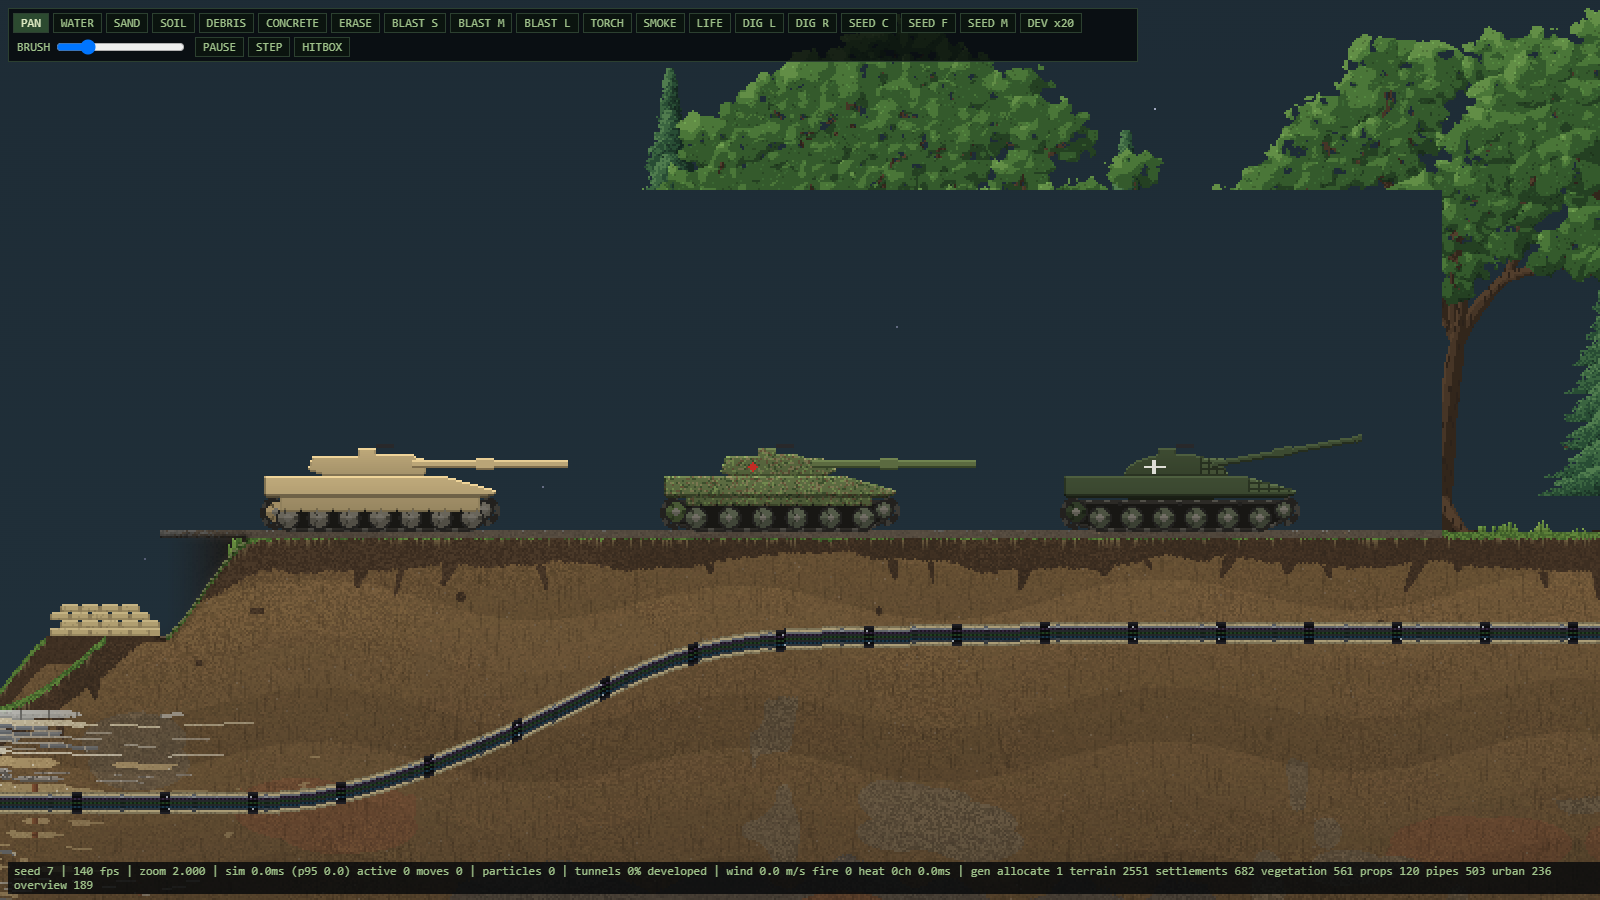 PAN WATER SAND SOIL DEBRIS CONCRETE ERASE BLAST S BLAST M BLAST L TORCH SMOKE LIFE DIG L DIG R SEED C SEED F SEED M DEV x20
BRUSH PAUSE STEP HITBOX
seed 7 | 140 fps | zoom 2.000 | sim 0.0ms (p95 0.0) active 0 moves 0 | particles 0 | tunnels 0% developed | wind 0.0 m/s fire 0 heat 0ch 0.0ms | gen allocate 1 terrain 2551 settlements 682 vegetation 561 props 120 pipes 503 urban 236
overview 189